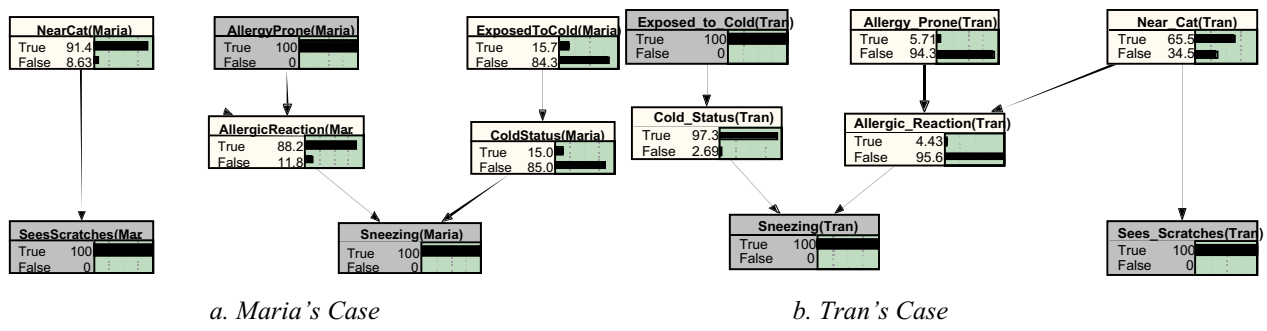 NearCat(Maria)
True 91.4
False 8.63
AllergyProne(Maria)
True 100
False 0
ExposedToCold(Maria)
True 15.7
False 84.3
AllergicReaction(Mar
True 88.2
False 11.8
ColdStatus(Maria)
True 15.0
False 85.0
SeesScratches(Mar
True 100
False 0
Sneezing(Maria)
True 100
False 0
a. Maria's Case
Exposed_to_Cold(Tran)
True 100
False 0
Allergy_Prone(Tran)
True 5.71
False 94.3
Near_Cat(Tran)
True 65.5
False 34.5
Cold_Status(Tran)
True 97.3
False 2.69
Allergic_Reaction(Tran)
True 4.43
False 95.6
Sneezing(Tran)
True 100
False 0
Sees_Scratches(Tran)
True 100
False 0
b. Tran's Case